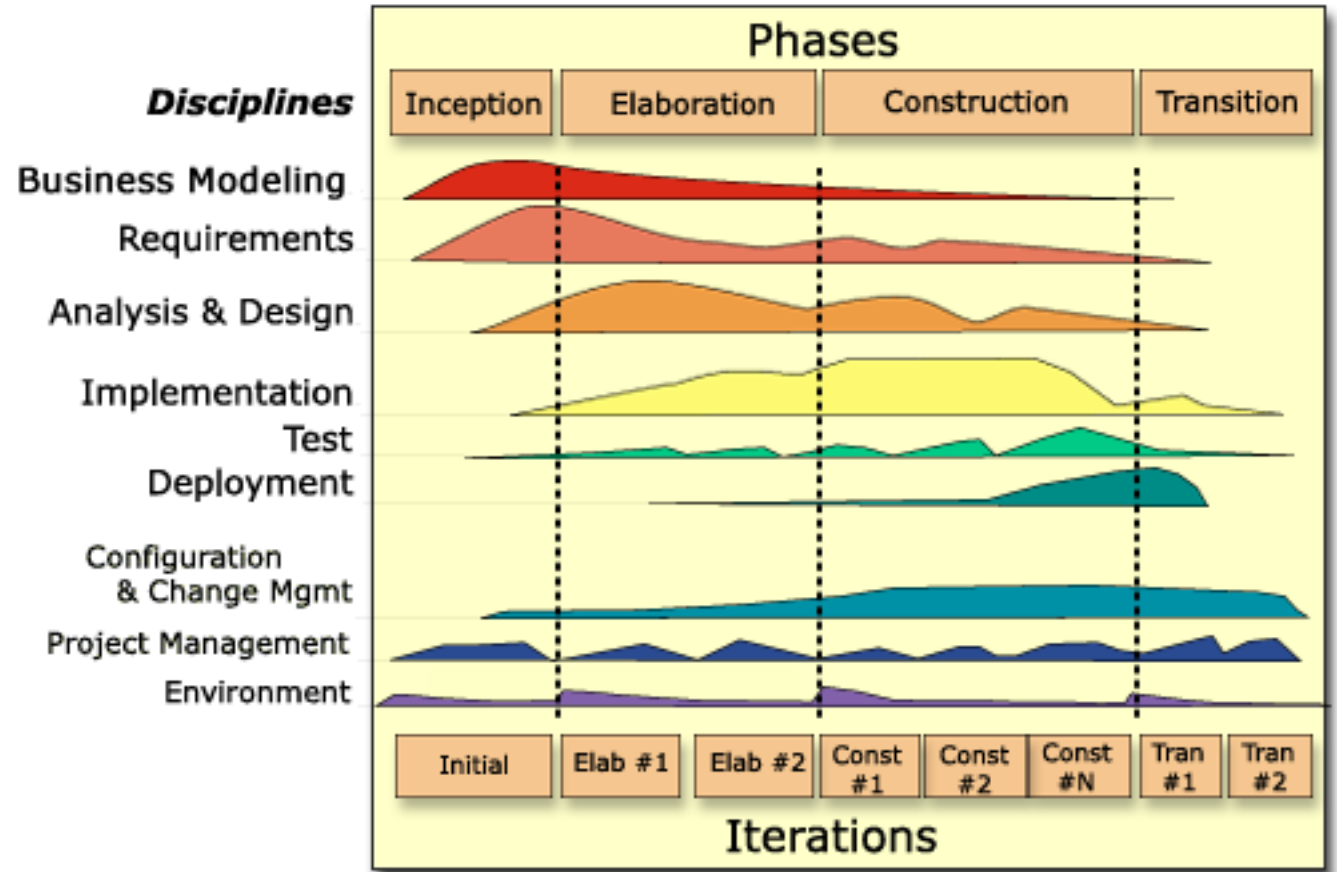 Phases
Disciplines
Inception
Elaboration
Construction
Transition
Business Modeling
Requirements
Analysis & Design
Implementation
Test
Deployment
Configuration
& Change Mgmt
Project Management
Environment
Initial
Elab #1
Elab #2
Const
#1
Const
#2
Const
#N
Tran
#1
Tran
#2
Iterations